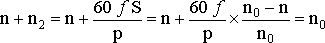 n + n₂ = n + 60 f S / p = n + 60 f / p × n₀ − n / n₀ = n₀